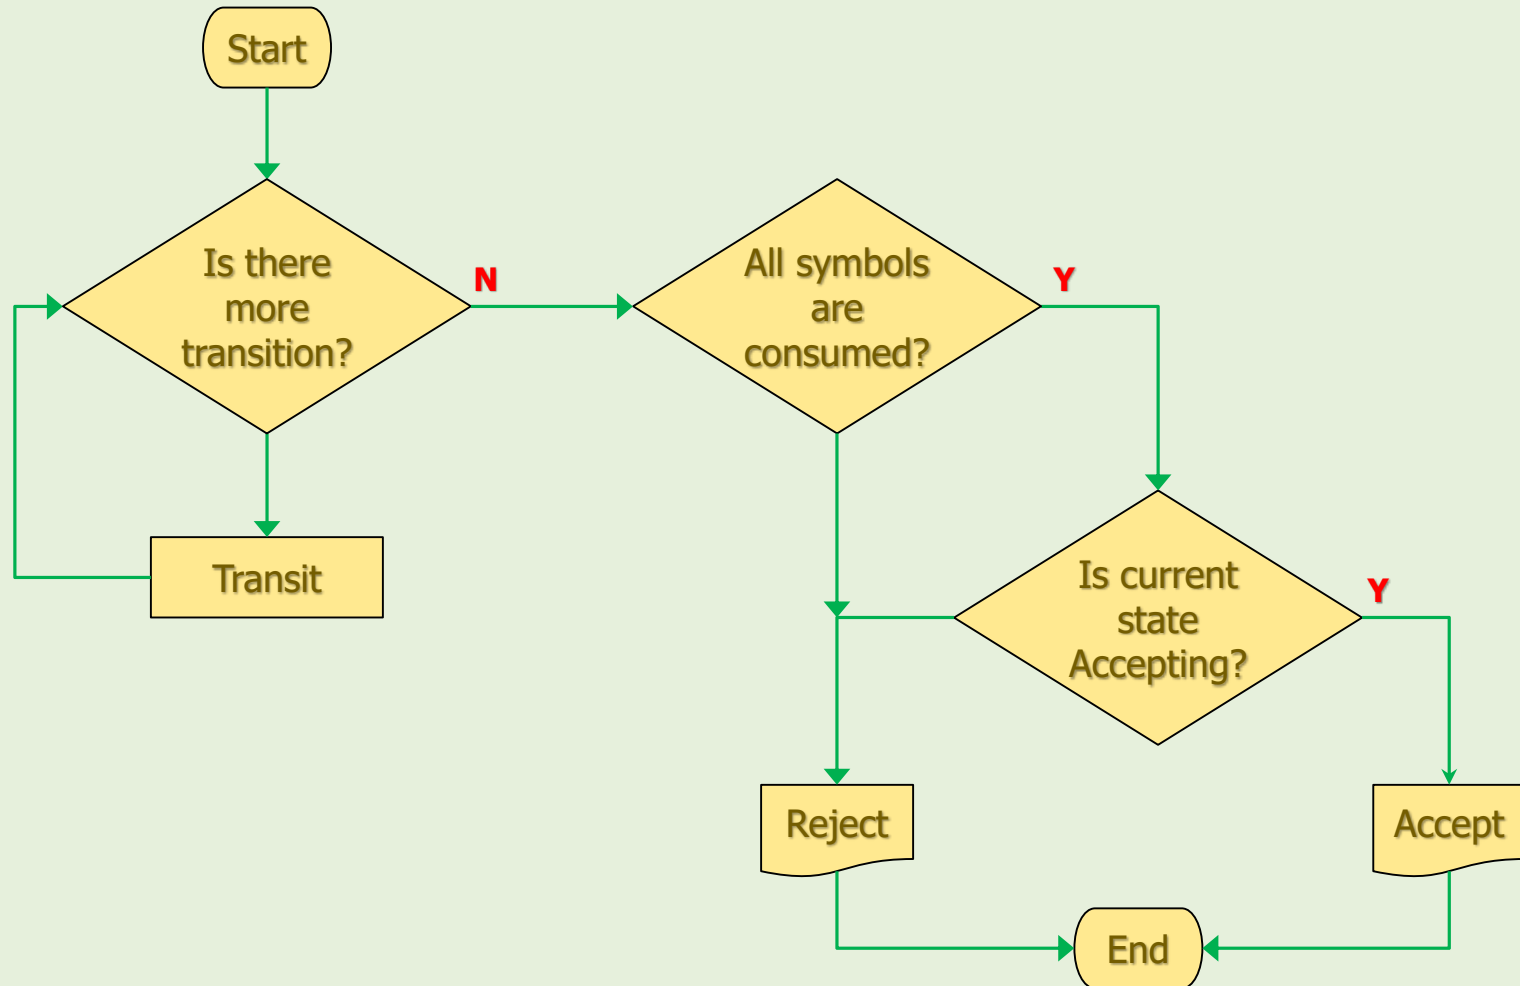 Start
Is there
more
transition?
N
All symbols
are
consumed?
Y
Transit
Is current
state
Accepting?
Y
Reject
Accept
End